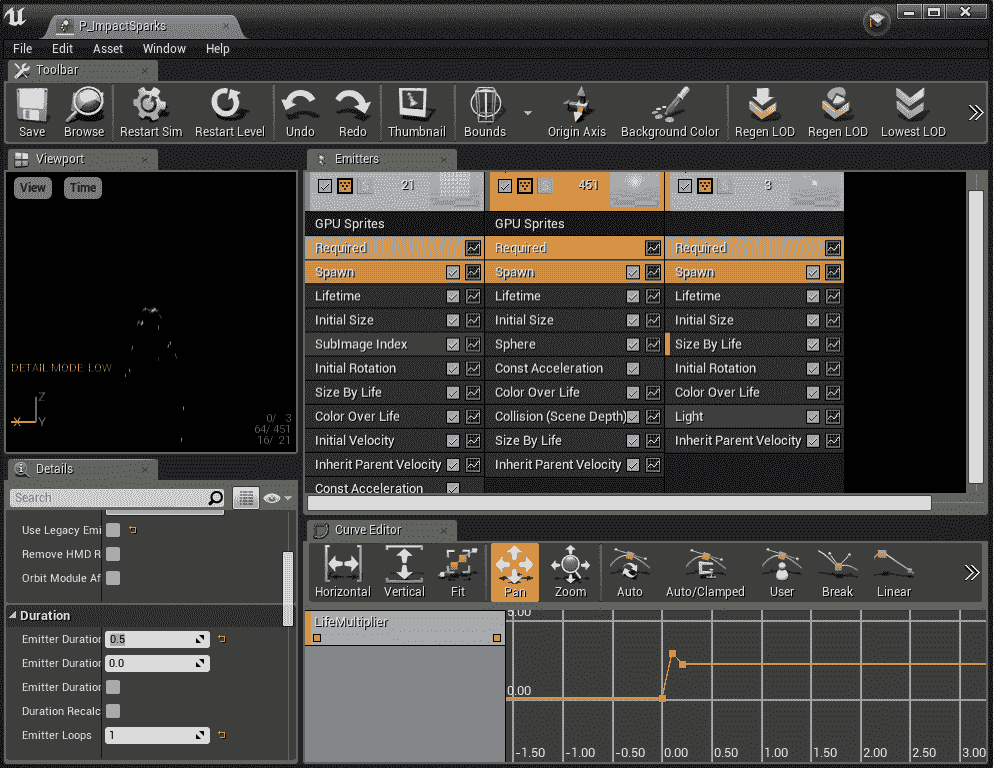 P_ImpactSparks
File Edit Asset Window Help
Toolbar
Save Browse Restart Sim Restart Level Undo Redo Thumbnail Bounds Origin Axis Background Color Regen LOD Regen LOD Lowest LOD
Viewport
View Time
DETAIL MODE: LOW
Z
X Y
0/ 3
64/ 451
16/ 21
Emitters
21 451 3
GPU Sprites GPU Sprites
Required Required Required
Spawn Spawn Spawn
Lifetime Lifetime Lifetime
Initial Size Initial Size Initial Size
SubImage Index Sphere Size By Life
Initial Rotation Const Acceleration Initial Rotation
Size By Life Color Over Life Color Over Life
Color Over Life Collision (Scene Depth) Light
Initial Velocity Size By Life Inherit Parent Velocity
Inherit Parent Velocity Inherit Parent Velocity
Const Acceleration
Details
Search
Use Legacy Emi
Remove HMD R
Orbit Module Af
Duration
Emitter Duration 0.5
Emitter Duration 0.0
Emitter Duration
Duration Recalc
Emitter Loops 1
Curve Editor
Horizontal Vertical Fit Pan Zoom Auto Auto/Clamped User Break Linear
LifeMultiplier
5.00
0.00
-1.50 -1.00 -0.50 0.00 0.50 1.00 1.50 2.00 2.50 3.00